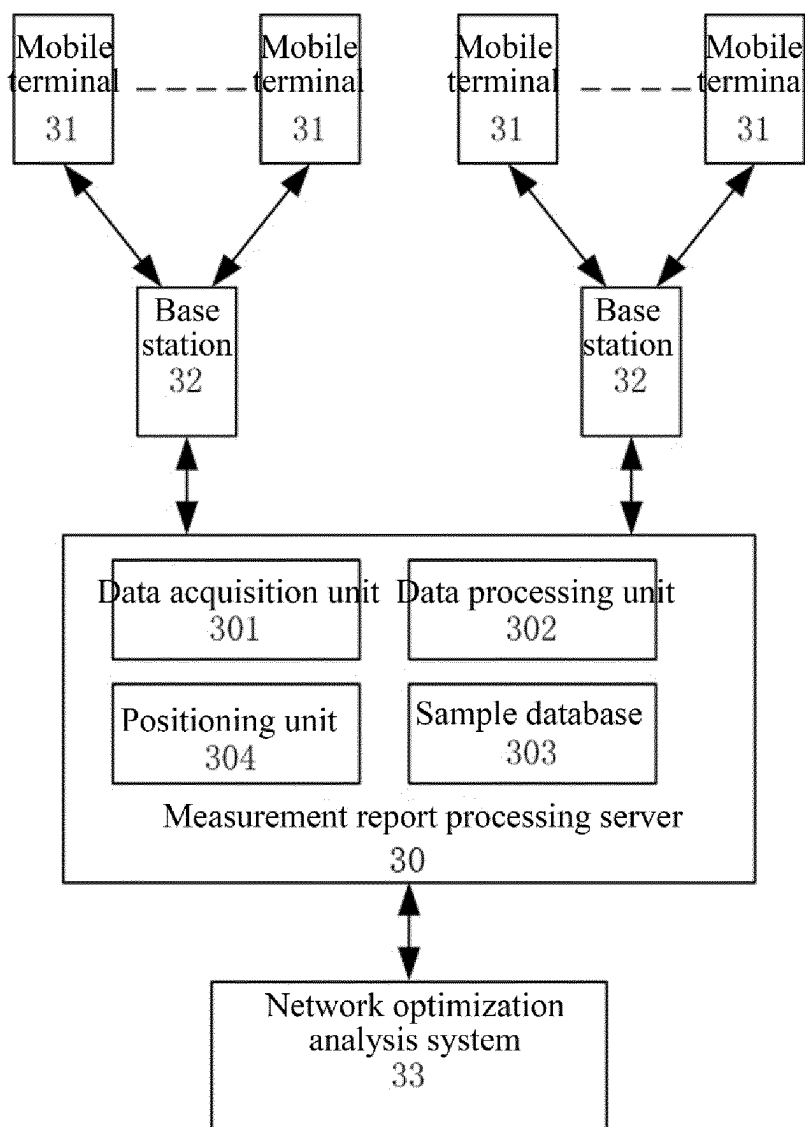 Mobile terminal
31
Mobile terminal
31
Mobile terminal
31
Mobile terminal
31
Base
station
32
Base
station
32
Data acquisition unit
301
Data processing unit
302
Positioning unit
304
Sample database
303
Measurement report processing server
30
Network optimization
analysis system
33